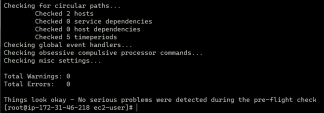 Checking for circular paths...
Checked 2 hosts
Checked 0 service dependencies
Checked 0 host dependencies
Checked 5 timeperiods
Checking global event handlers...
Checking obsessive compulsive processor commands...
Checking misc settings...
Total Warnings: 0
Total Errors: 0
Things look okay - No serious problems were detected during the pre-flight check
[root@ip-172-31-46-218 ec2-user]#